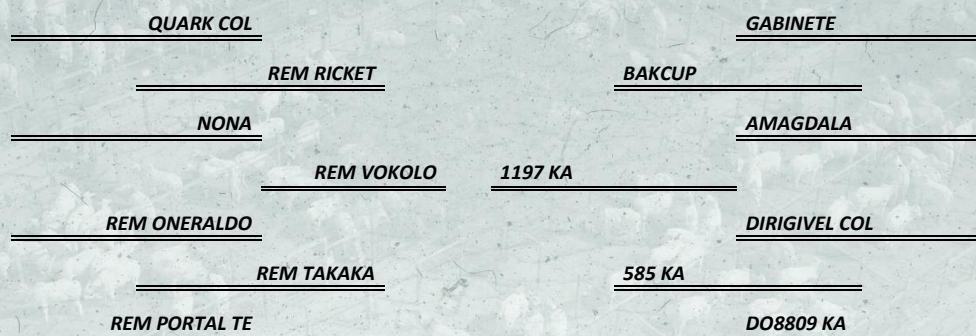 QUARK COL GABINETE
REM RICKET BAKCUP
NONA AMAGDALA
REM VOKOLO 1197 KA
REM ONERALDO DIRIGIVEL COL
REM TAKAKA 585 KA
REM PORTAL TE DO8809 KA